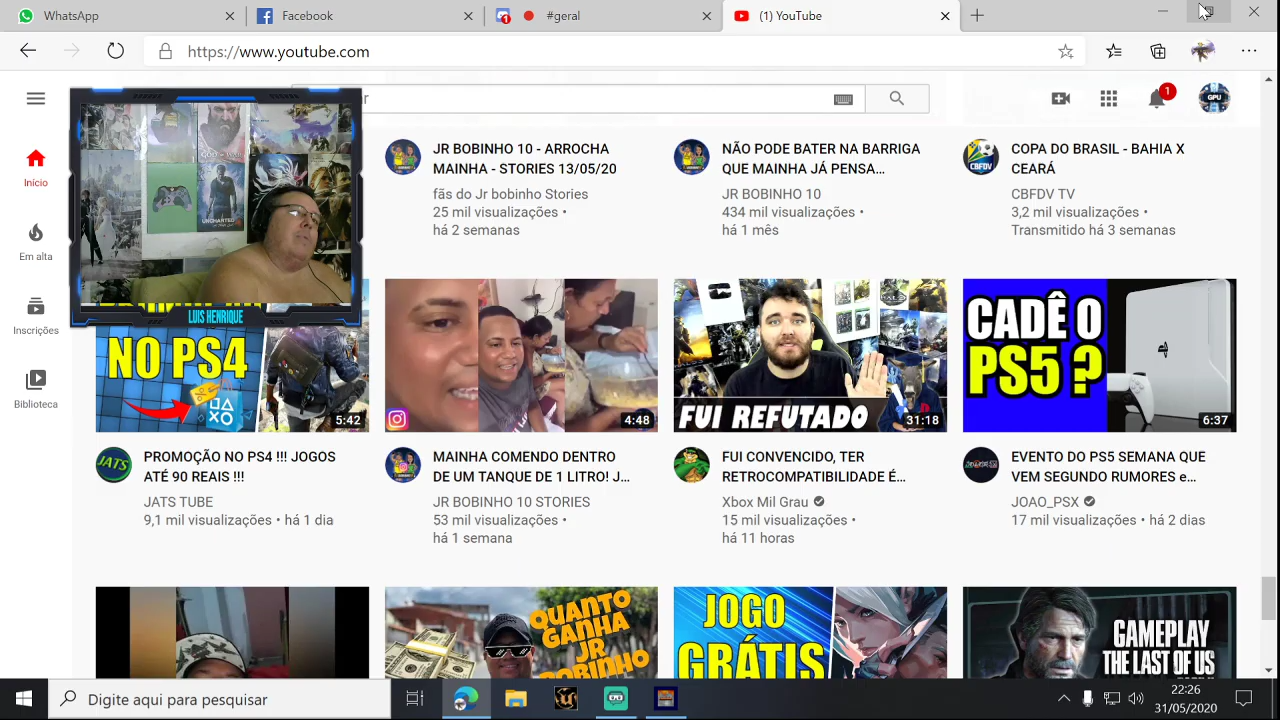 WhatsApp
Facebook
1
#geral
(1) YouTube
https://www.youtube.com
r
1
GPU
Início
Em alta
Inscrições
Biblioteca
LUIS HENRIQUE
JR BOBINHO 10 - ARROCHA
MAINHA - STORIES 13/05/20
fãs do Jr bobinho Stories
25 mil visualizações •
há 2 semanas
NÃO PODE BATER NA BARRIGA
QUE MAINHA JÁ PENSA...
JR BOBINHO 10
434 mil visualizações •
há 1 mês
CBFDV
COPA DO BRASIL - BAHIA X
CEARÁ
CBFDV TV
3,2 mil visualizações •
Transmitido há 3 semanas
NO PS4
5:42
4:48
FUI REFUTADO
31:18
CADÊ O
PS5 ?
6:37
JATS
PROMOÇÃO NO PS4 !!! JOGOS
ATÉ 90 REAIS !!!
JATS TUBE
9,1 mil visualizações • há 1 dia
MAINHA COMENDO DENTRO
DE UM TANQUE DE 1 LITRO! J...
JR BOBINHO 10 STORIES
53 mil visualizações •
há 1 semana
FUI CONVENCIDO, TER
RETROCOMPATIBILIDADE É...
Xbox Mil Grau
15 mil visualizações •
há 11 horas
EVENTO DO PS5 SEMANA QUE
VEM SEGUNDO RUMORES e...
JOAO_PSX
17 mil visualizações • há 2 dias
QUANTO
GANHA
JR
BOBINHO
JOGO
GRÁTIS
GAMEPLAY
THE LAST OF US
Digite aqui para pesquisar
22:26
31/05/2020